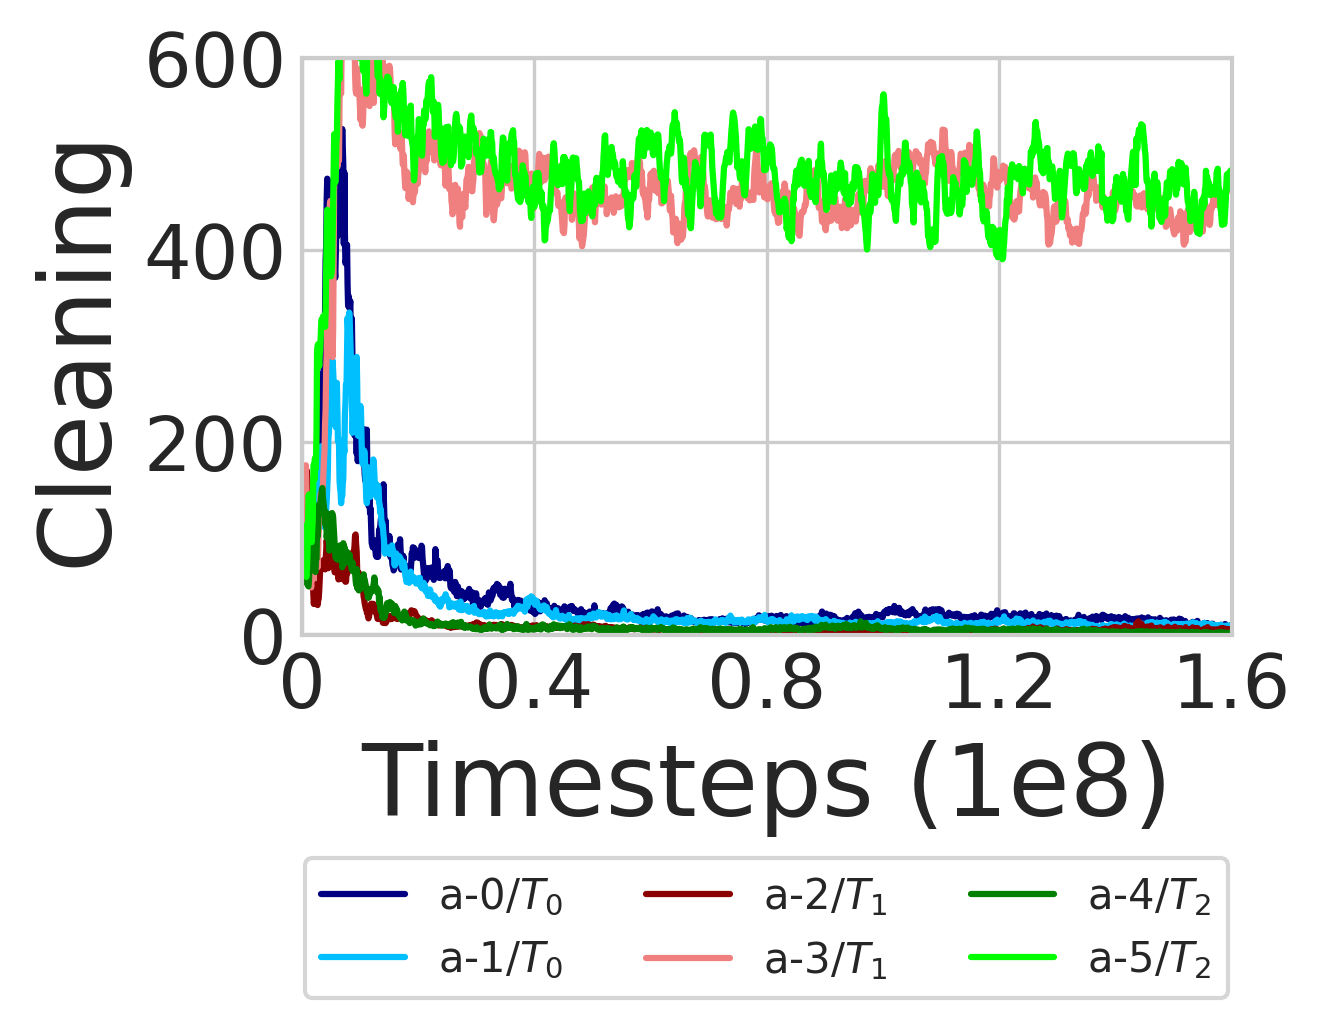 600
400
200
0
Cleaning
0 0.4 0.8 1.2 1.6
Timesteps (1e8)
a-0/T₀ a-2/T₁ a-4/T₂
a-1/T₀ a-3/T₁ a-5/T₂